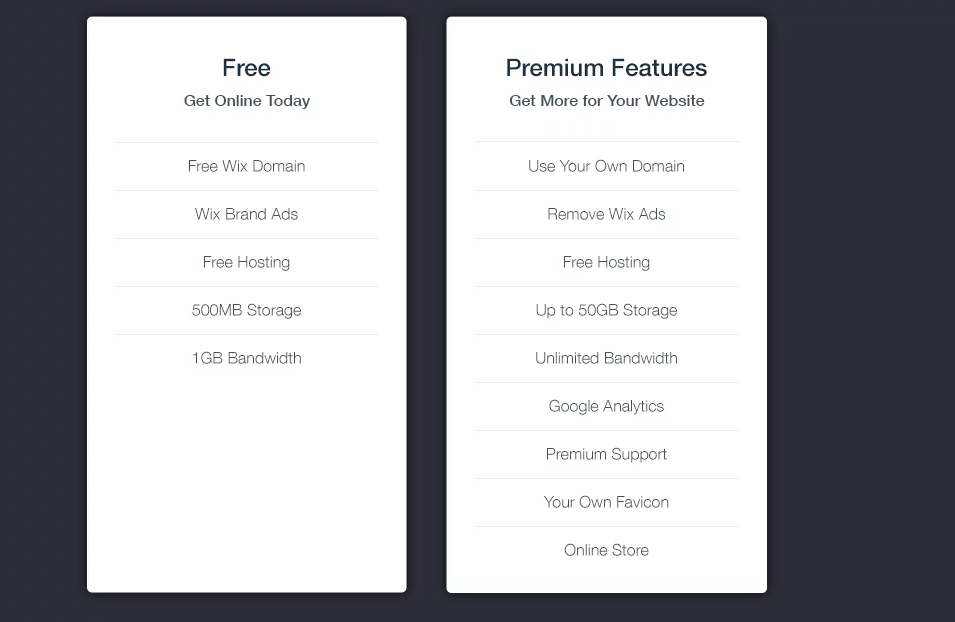 Free
Get Online Today
Free Wix Domain
Wix Brand Ads
Free Hosting
500MB Storage
1GB Bandwidth
Premium Features
Get More for Your Website
Use Your Own Domain
Remove Wix Ads
Free Hosting
Up to 50GB Storage
Unlimited Bandwidth
Google Analytics
Premium Support
Your Own Favicon
Online Store